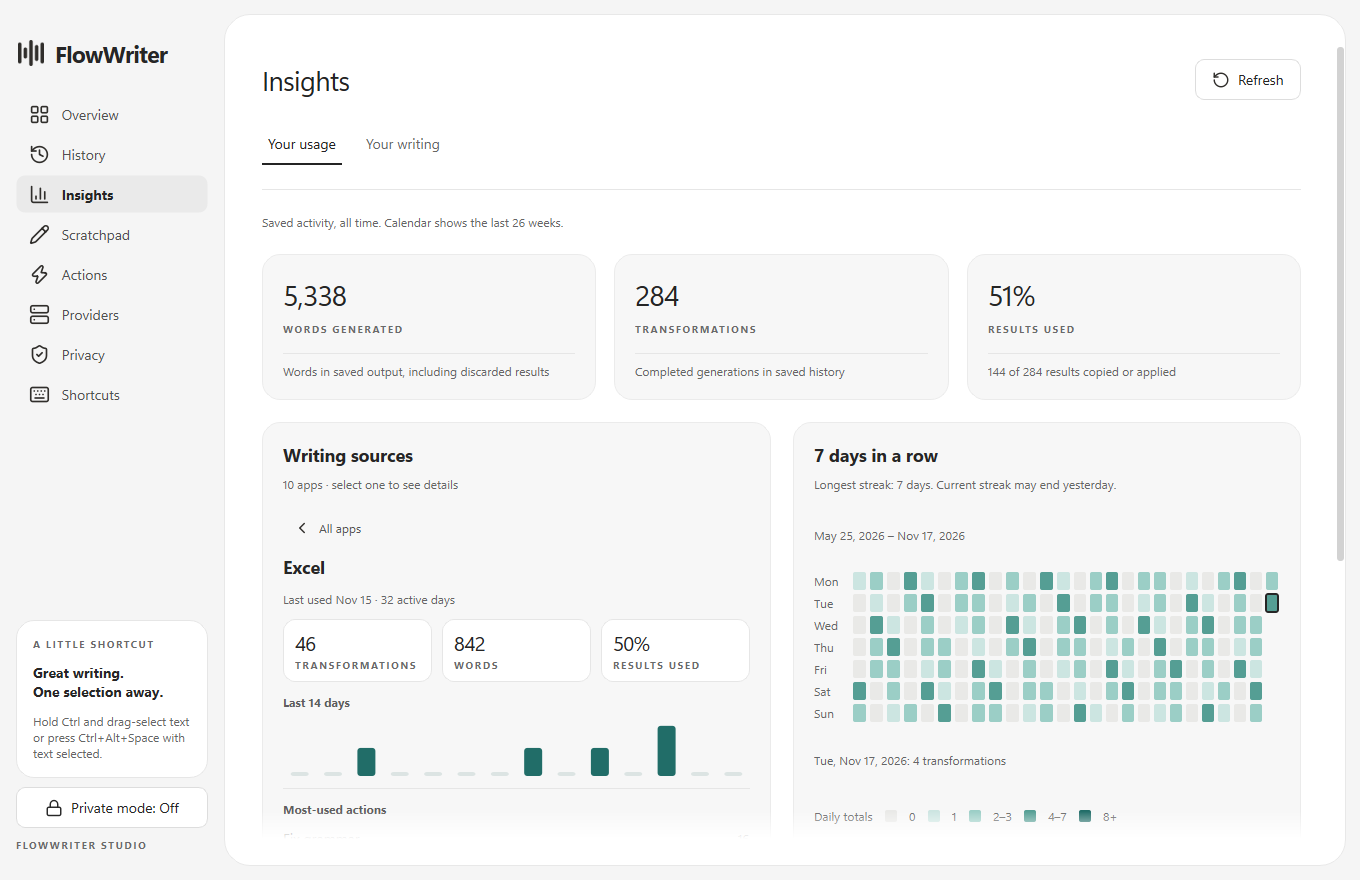 FlowWriter
Overview
History
Insights
Scratchpad
Actions
Providers
Privacy
Shortcuts
A LITTLE SHORTCUT
Great writing.
One selection away.
Hold Ctrl and drag-select text
or press Ctrl+Alt+Space with
text selected.
Private mode: Off
FLOWWRITER STUDIO
Insights
Refresh
Your usage Your writing
Saved activity, all time. Calendar shows the last 26 weeks.
5,338
WORDS GENERATED
Words in saved output, including discarded results
284
TRANSFORMATIONS
Completed generations in saved history
51%
RESULTS USED
144 of 284 results copied or applied
Writing sources
10 apps · select one to see details
All apps
Excel
Last used Nov 15 · 32 active days
46
TRANSFORMATIONS
842
WORDS
50%
RESULTS USED
Last 14 days
Most-used actions
7 days in a row
Longest streak: 7 days. Current streak may end yesterday.
May 25, 2026 – Nov 17, 2026
Mon
Tue
Wed
Thu
Fri
Sat
Sun
Tue, Nov 17, 2026: 4 transformations
Daily totals 0 1 2–3 4–7 8+